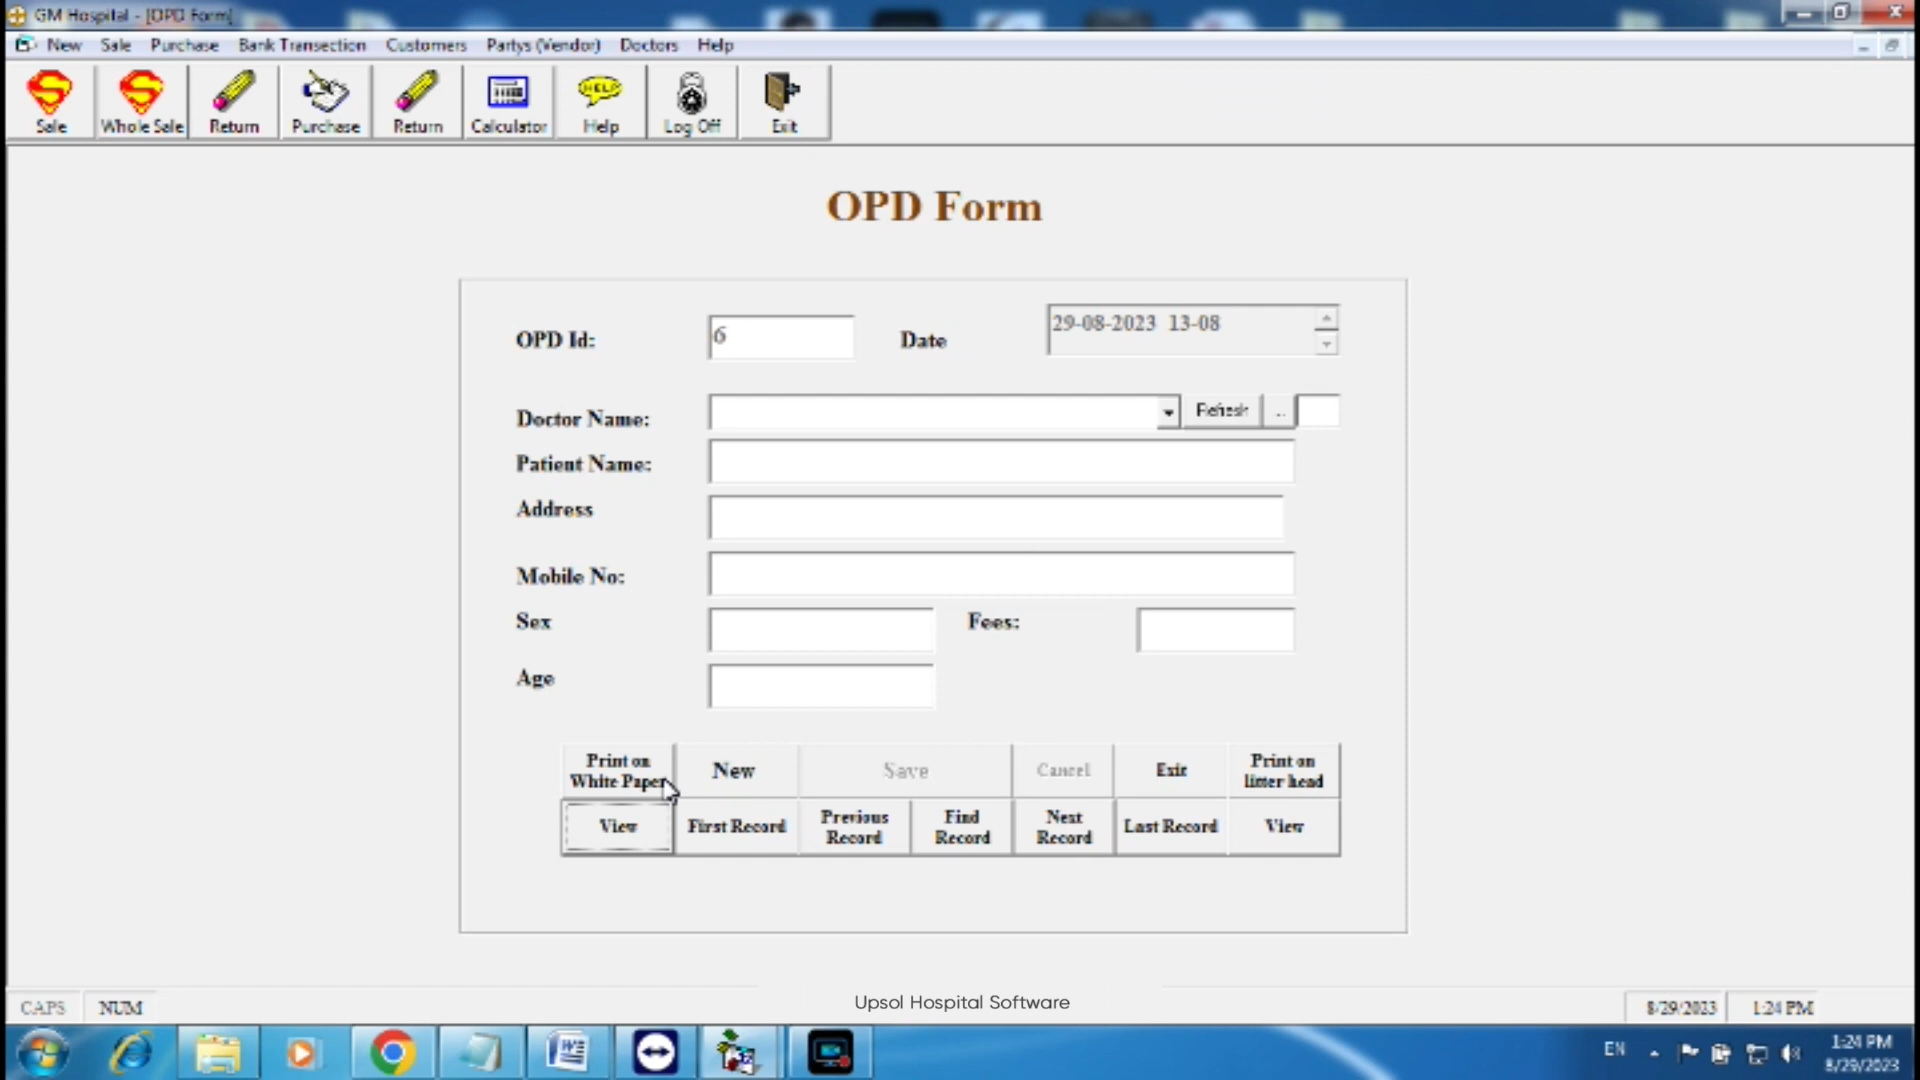 GM Hospital - [OPD Form]
New Sale Purchase Bank Transection Customers Partys (Vendor) Doctors Help
Sale Whole Sale Return Purchase Return Calculator Help Log Off Exit
HELP
OPD Form
OPD Id: 6 Date 29-08-2023 13-08
Doctor Name: Refresh ...
Patient Name:
Address
Mobile No:
Sex Fees:
Age
Print on White Paper New Save Cancel Exit Print on litter head
View First Record Previous Record Find Record Next Record Last Record View
Upsol Hospital Software
CAPS NUM 8/29/2023 1:24 PM
EN 1:24 PM
8/29/2023